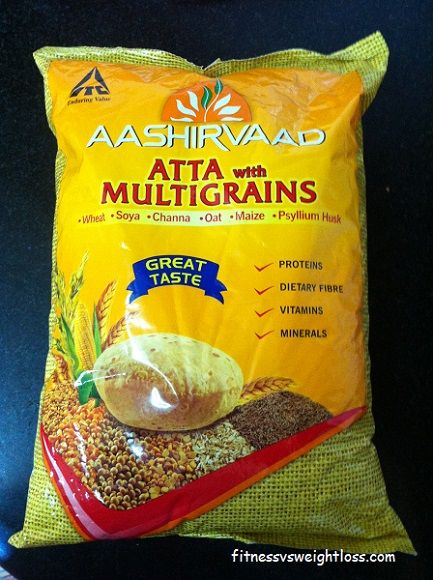 ITC
Enduring Value
AASHIRVAAD
ATTA with
MULTIGRAINS
•Wheat •Soya •Channa •Oat •Maize •Psyllium Husk
GREAT
TASTE
PROTEINS
DIETARY FIBRE
VITAMINS
MINERALS
fitnessvsweightloss.com